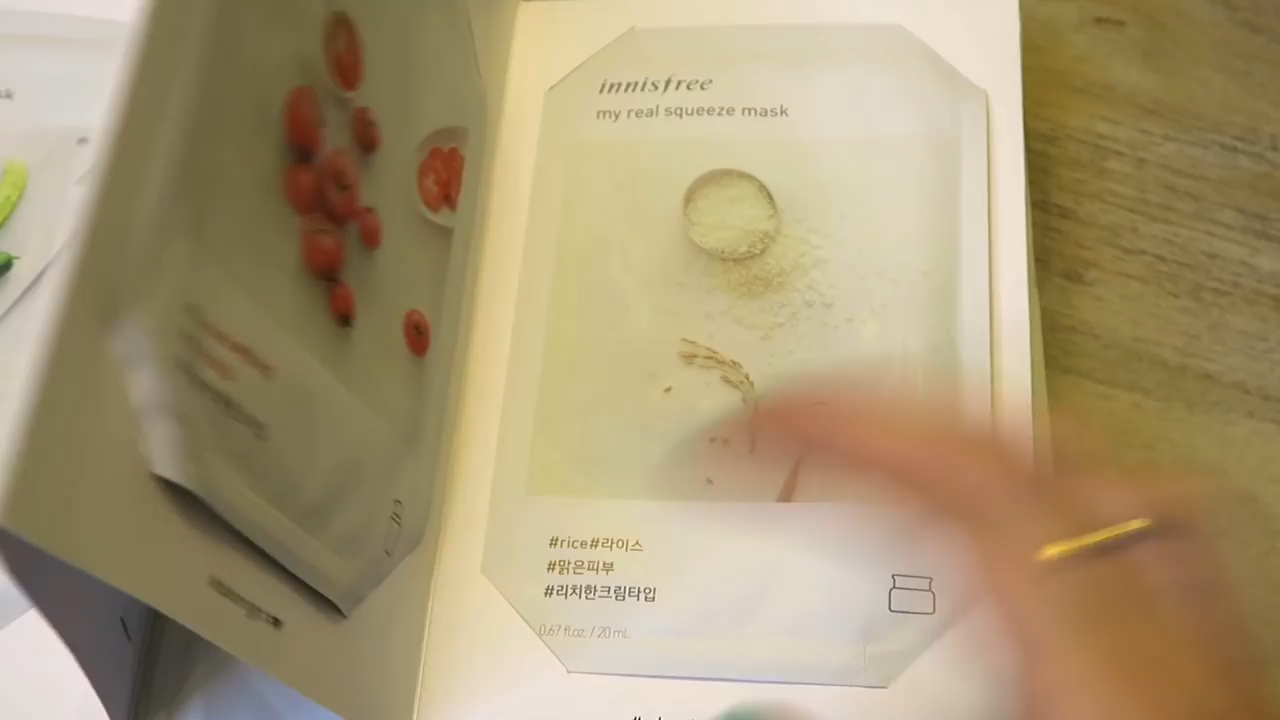 innisfree
my real squeeze mask
#rice#라이스
#맑은피부
#리치한크림타입
0.67 fl.oz. / 20 mL